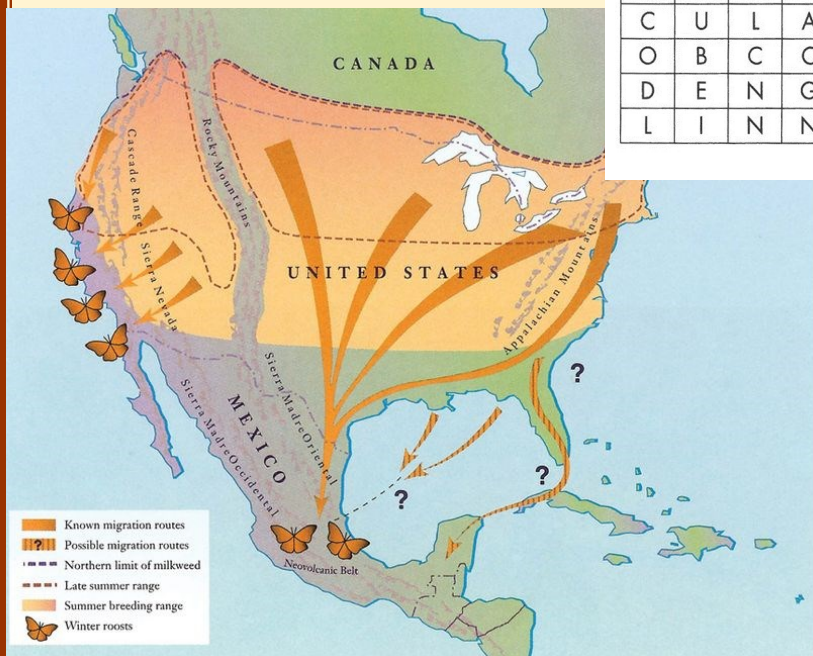 C U L A
O B C
D E N G
L I N N
CANADA
Cascade Range
Rocky Mountains
Sierra Nevada
UNITED STATES
Appalachian Mountains
?
?
?
MEXICO
Sierra Madre Oriental
Sierra Madre Occidental
Neovolcanic Belt
Known migration routes
? Possible migration routes
Northern limit of milkweed
Late summer range
Summer breeding range
Winter roosts